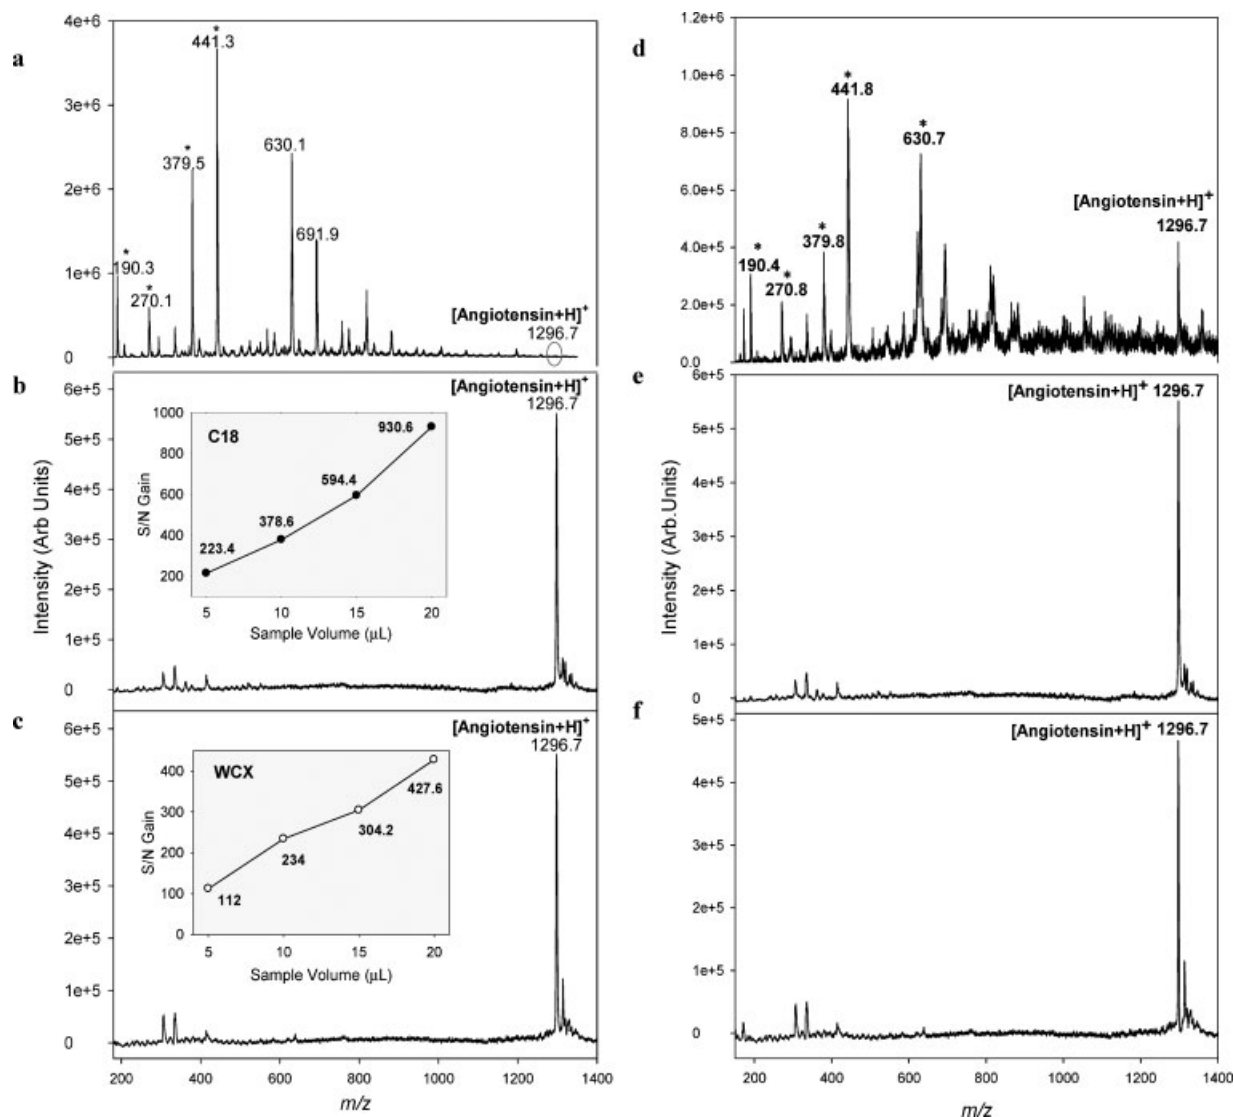 a
4e+6
3e+6
2e+6
1e+6
0
*
441.3
*
379.5
630.1
691.9
*
190.3
*
270.1
[Angiotensin+H]+
1296.7
b
6e+5
5e+5
4e+5
3e+5
2e+5
1e+5
0
Intensity (Arb Units)
[Angiotensin+H]+
1296.7
C18
1000
800
600
400
200
S/N Gain
223.4
378.6
594.4
930.6
5 10 15 20
Sample Volume (μL)
c
6e+5
5e+5
4e+5
3e+5
2e+5
1e+5
0
[Angiotensin+H]+
1296.7
WCX
400
300
200
100
0
S/N Gain
112
234
304.2
427.6
5 10 15 20
Sample Volume (μL)
200 400 600 800 1000 1200 1400
m/z
d
1.2e+6
1.0e+6
8.0e+5
6.0e+5
4.0e+5
2.0e+5
0.0
*
441.8
*
630.7
*
379.8
*
190.4
*
270.8
[Angiotensin+H]+
1296.7
e
6e+5
5e+5
4e+5
3e+5
2e+5
1e+5
0
Intensity (Arb.Units)
[Angiotensin+H]+ 1296.7
f
5e+5
4e+5
3e+5
2e+5
1e+5
0
[Angiotensin+H]+ 1296.7
200 400 600 800 1000 1200 1400
m/z